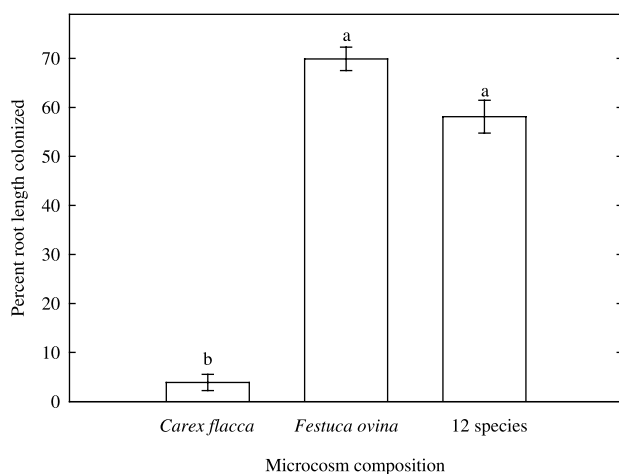 a
70
a
60
50
40
30
20
10
b
0
Percent root length colonized
Carex flacca
Festuca ovina
12 species
Microcosm composition